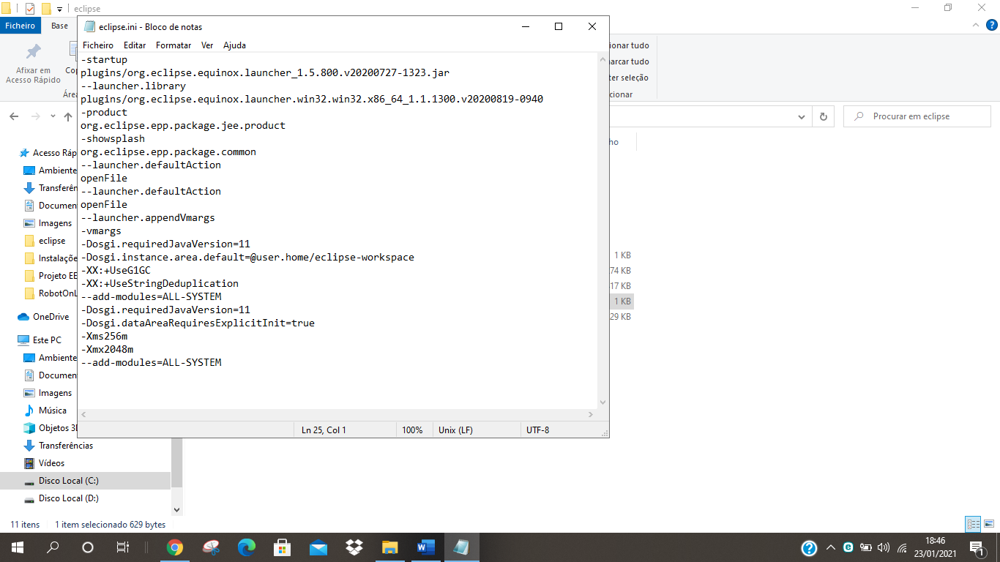 eclipse
Ficheiro
Base
Afixar em
Acesso Rápido
eclipse.ini - Bloco de notas
Ficheiro Editar Formatar Ver Ajuda
-startup
plugins/org.eclipse.equinox.launcher_1.5.800.v20200727-1323.jar
--launcher.library
plugins/org.eclipse.equinox.launcher.win32.win32.x86_64_1.1.1300.v20200819-0940
-product
org.eclipse.epp.package.jee.product
-showsplash
org.eclipse.epp.package.common
--launcher.defaultAction
openFile
--launcher.defaultAction
openFile
--launcher.appendVmargs
-vmargs
-Dosgi.requiredJavaVersion=11
-Dosgi.instance.area.default=@user.home/eclipse-workspace
-XX:+UseG1GC
-XX:+UseStringDeduplication
--add-modules=ALL-SYSTEM
-Dosgi.requiredJavaVersion=11
-Dosgi.dataAreaRequiresExplicitInit=true
-Xms256m
-Xmx2048m
--add-modules=ALL-SYSTEM
Ln 25, Col 1 100% Unix (LF) UTF-8
ionar tudo
arcar tudo
ter seleção
cionar
Procurar em eclipse
ho
1 KB
74 KB
17 KB
1 KB
29 KB
Acesso Ráp
Ambiente
Transferên
Documen
Imagens
eclipse
Instalaçõe
Projeto EE
RobotOnL
OneDrive
Este PC
Ambiente
Documen
Imagens
Música
Objetos 3D
Transferências
Vídeos
Disco Local (C:)
Disco Local (D:)
11 itens 1 item selecionado 629 bytes
18:46
23/01/2021
1